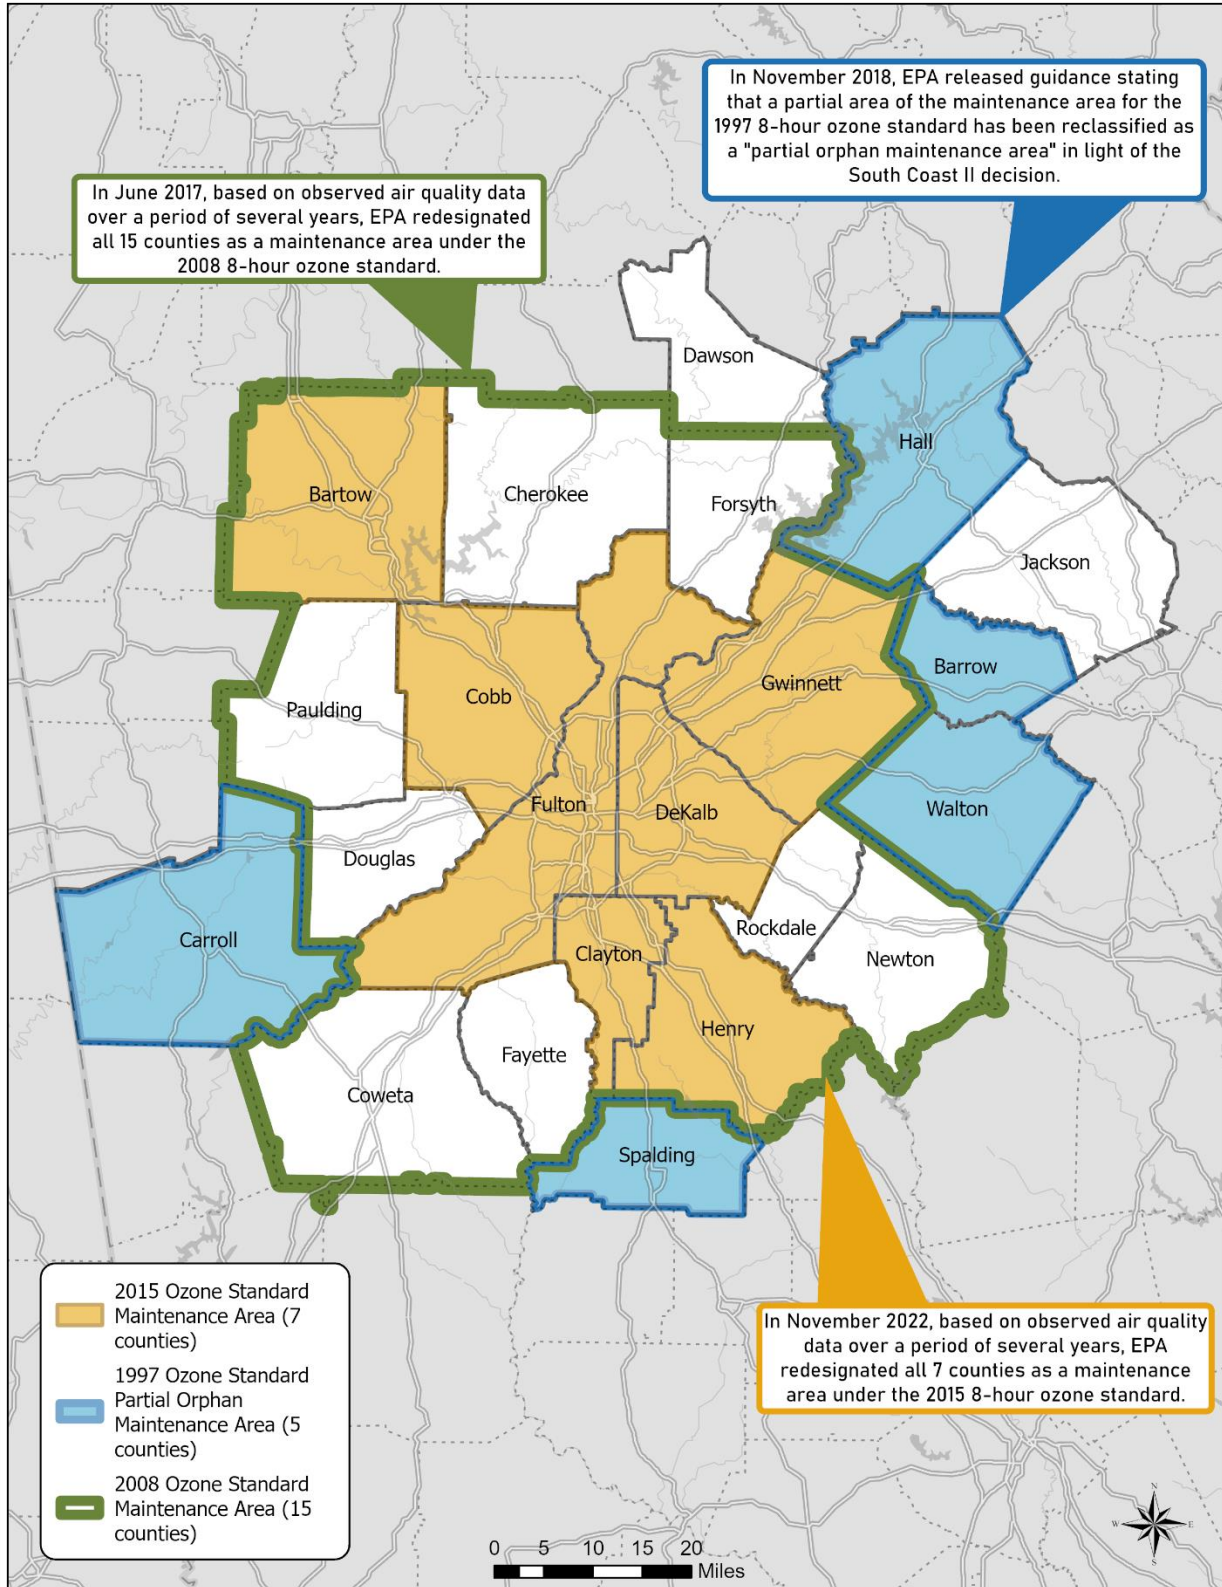 In November 2018, EPA released guidance stating
that a partial area of the maintenance area for the
1997 8-hour ozone standard has been reclassified as
a "partial orphan maintenance area" in light of the
South Coast II decision.
In June 2017, based on observed air quality data
over a period of several years, EPA redesignated
all 15 counties as a maintenance area under the
2008 8-hour ozone standard.
Dawson
Hall
Bartow
Cherokee
Forsyth
Jackson
Barrow
Gwinnett
Cobb
Paulding
Fulton
DeKalb
Walton
Douglas
Rockdale
Carroll
Clayton
Newton
Henry
Fayette
Coweta
Spalding
2015 Ozone Standard
Maintenance Area (7
counties)
1997 Ozone Standard
Partial Orphan
Maintenance Area (5
counties)
2008 Ozone Standard
Maintenance Area (15
counties)
In November 2022, based on observed air quality
data over a period of several years, EPA
redesignated all 7 counties as a maintenance
area under the 2015 8-hour ozone standard.
N
W E
S
0 5 10 15 20
Miles